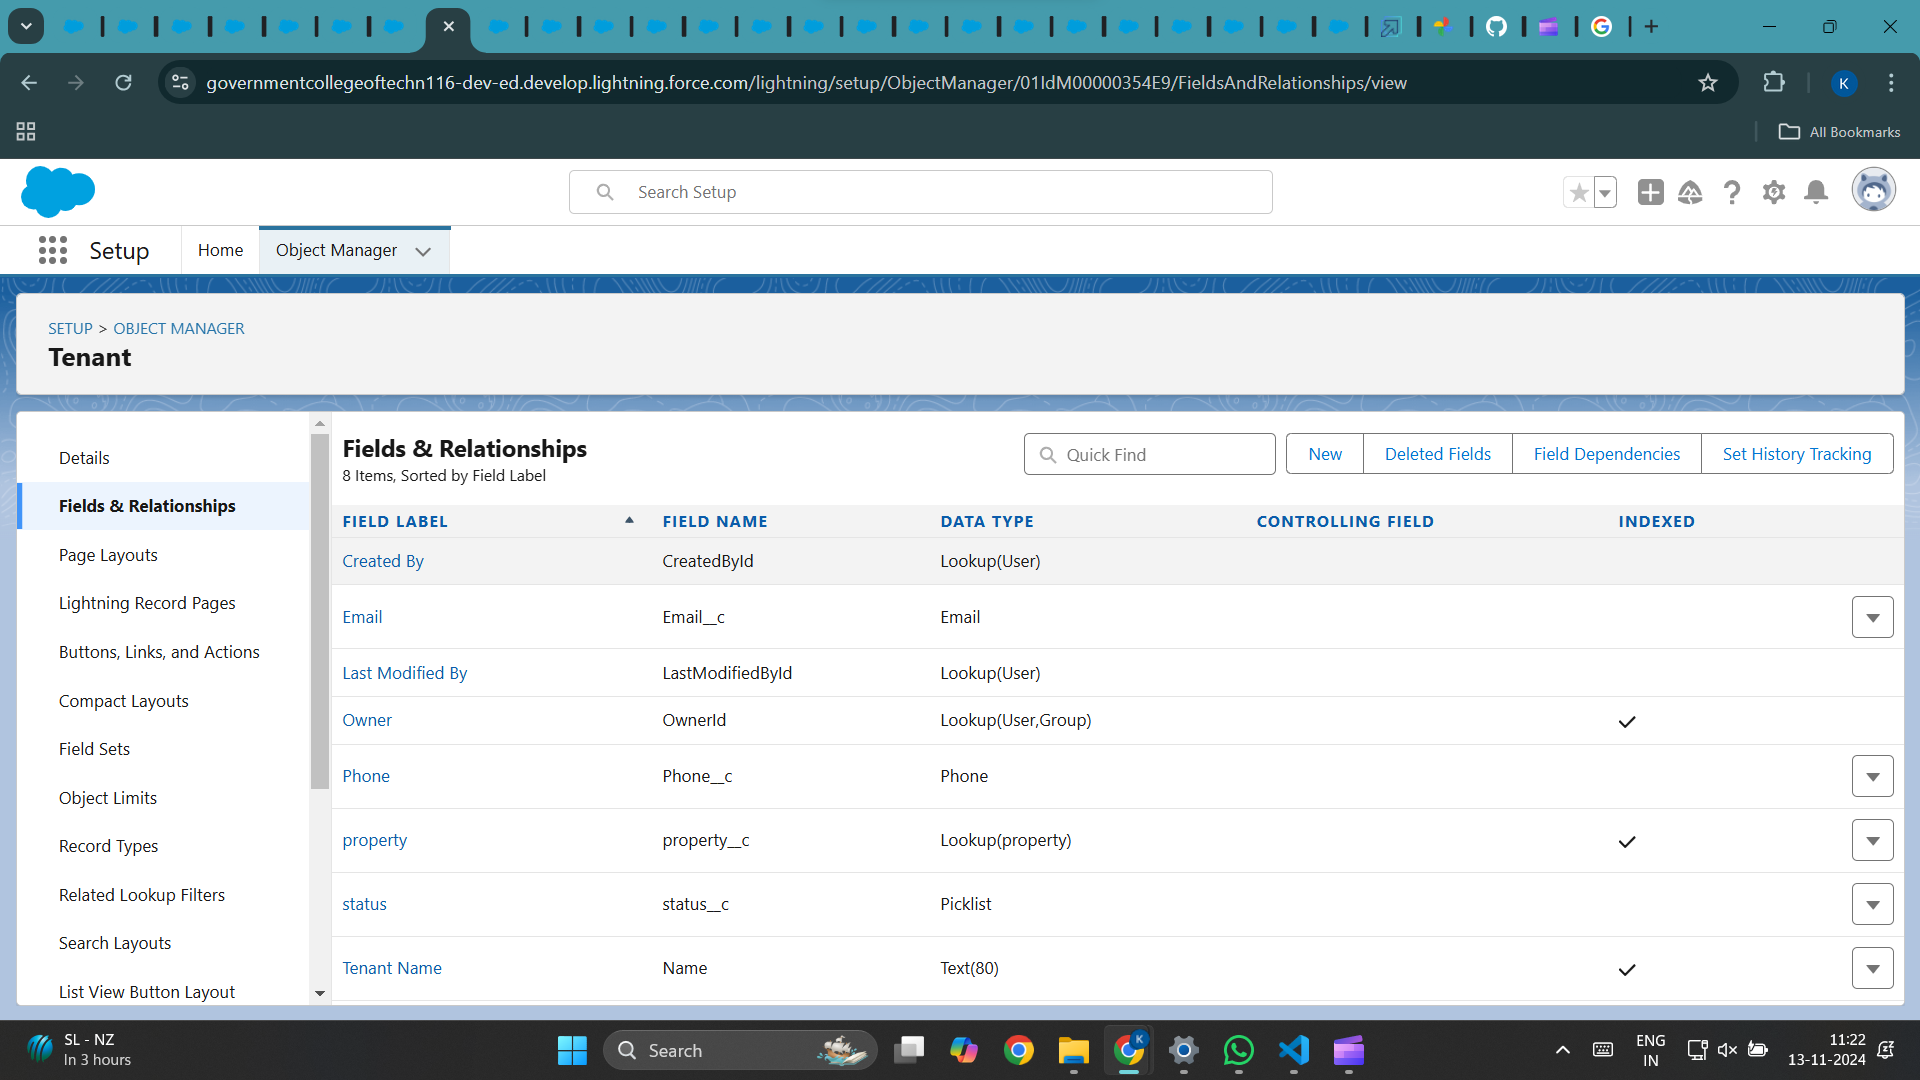 governmentcollegeoftechn116-dev-ed.develop.lightning.force.com/lightning/setup/ObjectManager/01IdM00000354E9/FieldsAndRelationships/view
K
All Bookmarks
Search Setup
Setup
Home
Object Manager
SETUP > OBJECT MANAGER
Tenant
Details
Fields & Relationships
Page Layouts
Lightning Record Pages
Buttons, Links, and Actions
Compact Layouts
Field Sets
Object Limits
Record Types
Related Lookup Filters
Search Layouts
List View Button Layout
Fields & Relationships
8 Items, Sorted by Field Label
Quick Find
New
Deleted Fields
Field Dependencies
Set History Tracking
FIELD LABEL FIELD NAME DATA TYPE CONTROLLING FIELD INDEXED
Created By CreatedById Lookup(User)
Email Email__c Email
Last Modified By LastModifiedById Lookup(User)
Owner OwnerId Lookup(User,Group)
Phone Phone__c Phone
property property__c Lookup(property)
status status__c Picklist
Tenant Name Name Text(80)
SL - NZ
In 3 hours
Search
K
ENG
IN
11:22
13-11-2024